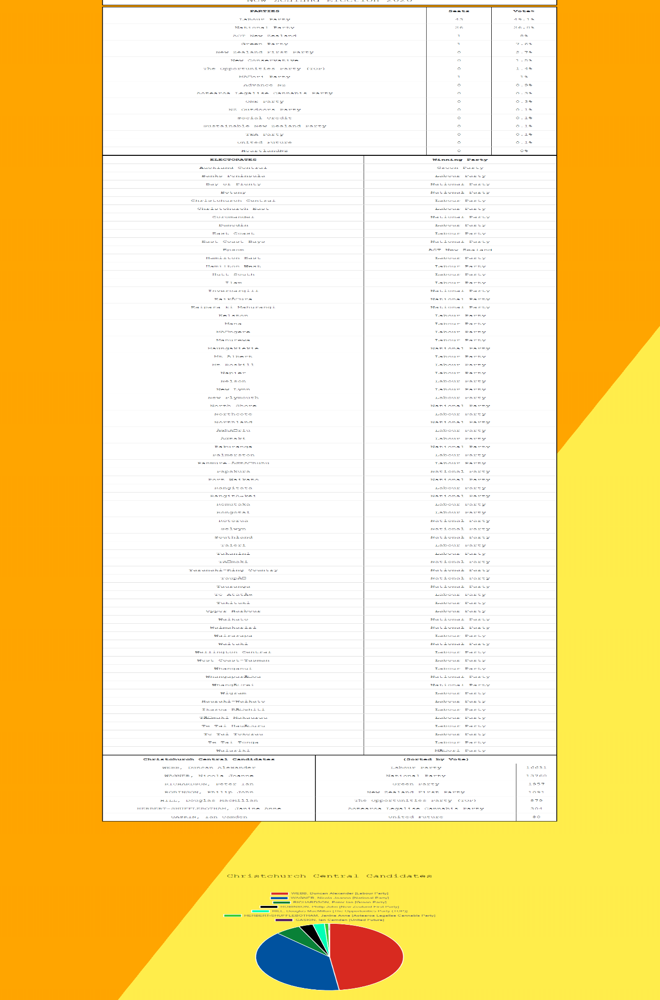 New Zealand Election 2020
PARTIES Seats Vote%
Labour Party 43 49.1%
National Party 26 26.8%
ACT New Zealand 1 8%
Green Party 1 7.6%
New Zealand First Party 0 2.7%
New Conservative 0 1.5%
The Opportunities Party (TOP) 0 1.4%
MÄ□ori Party 1 1%
Advance NZ 0 0.9%
Aotearoa Legalise Cannabis Party 0 0.3%
ONE Party 0 0.3%
NZ Outdoors Party 0 0.1%
Social Credit 0 0.1%
Sustainable New Zealand Party 0 0.1%
TEA Party 0 0.1%
United Future 0 0.1%
HeartlandNZ 0 0%
ELECTORATES Winning Party
Auckland Central Green Party
Banks Peninsula Labour Party
Bay of Plenty National Party
Botany National Party
Christchurch Central Labour Party
Christchurch East Labour Party
Coromandel National Party
Dunedin Labour Party
East Coast Labour Party
East Coast Bays National Party
Epsom ACT New Zealand
Hamilton East Labour Party
Hamilton West Labour Party
Hutt South Labour Party
Ilam Labour Party
Invercargill National Party
KaikÅ□ura National Party
Kaipara ki Mahurangi National Party
Kelston Labour Party
Mana Labour Party
MÄ□ngere Labour Party
Manurewa Labour Party
Maungakiekie National Party
Mt Albert Labour Party
Mt Roskill Labour Party
Napier Labour Party
Nelson Labour Party
New Lynn Labour Party
New Plymouth Labour Party
North Shore National Party
Northcote Labour Party
Northland National Party
ÅŒhÄ□riu Labour Party
ÅŒtaki Labour Party
Pakuranga National Party
Palmerston Labour Party
Panmure-ÅŒtÄ□huhu Labour Party
Papakura National Party
Port Waikato National Party
Rangitata Labour Party
RangitÄ«kei National Party
Remutaka Labour Party
Rongotai Labour Party
Rotorua National Party
Selwyn National Party
Southland National Party
Taieri Labour Party
Takanini Labour Party
TÄ□maki National Party
Taranaki-King Country National Party
TaupÅ□ National Party
Tauranga National Party
Te AtatÅ« Labour Party
Tukituki Labour Party
Upper Harbour Labour Party
Waikato National Party
Waimakariri National Party
Wairarapa Labour Party
Waitaki National Party
Wellington Central Labour Party
West Coast-Tasman Labour Party
Whanganui Labour Party
WhangaparÄ□oa National Party
WhangÄ□rei National Party
Wigram Labour Party
Hauraki-Waikato Labour Party
Ikaroa RÄ□whiti Labour Party
TÄ□maki Makaurau Labour Party
Te Tai HauÄ□uru Labour Party
Te Tai Tokerau Labour Party
Te Tai Tonga Labour Party
Waiariki MÄ□ori Party
Christchurch Central Candidates (Sorted by Vote)
WEBB, Duncan Alexander Labour Party 16631
WAGNER, Nicola Joanne National Party 13760
RICHARDSON, Peter Ian Green Party 1957
ROBINSON, Philip John New Zealand First Party 1091
HILL, Douglas MacMillan The Opportunities Party (TOP) 879
HERBERT-SHUFFLEBOTHAM, Janine Anne Aotearoa Legalise Cannabis Party 304
GASKIN, Ian Camden United Future 80
Christchurch Central Candidates
WEBB, Duncan Alexander [Labour Party]
WAGNER, Nicola Joanne [National Party]
RICHARDSON, Peter Ian [Green Party]
ROBINSON, Philip John [New Zealand First Party]
HILL, Douglas MacMillan [The Opportunities Party (TOP)]
HERBERT-SHUFFLEBOTHAM, Janine Anne [Aotearoa Legalise Cannabis Party]
GASKIN, Ian Camden [United Future]